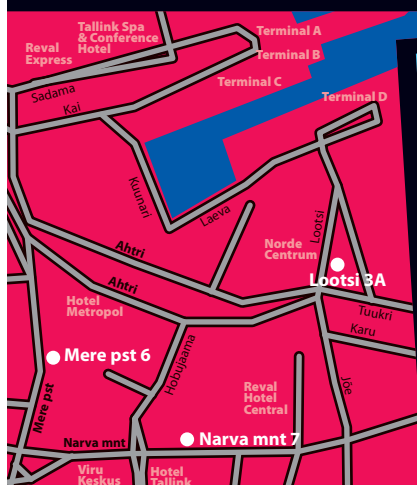 Tallink Spa
& Conference
Hotel
Reval
Express
Terminal A
Terminal B
Terminal C
Terminal D
Sadama
Kai
Kuunari
Laeva
Lootsi
Norde
Centrum
Lootsi 3A
Ahtri
Ahtri
Tuukri
Karu
Hotel
Metropol
Mere pst 6
Hobujaama
Jõe
Reval
Hotel
Central
Mere pst
Narva mnt
Narva mnt 7
Viru
Keskus
Hotel
Tallink